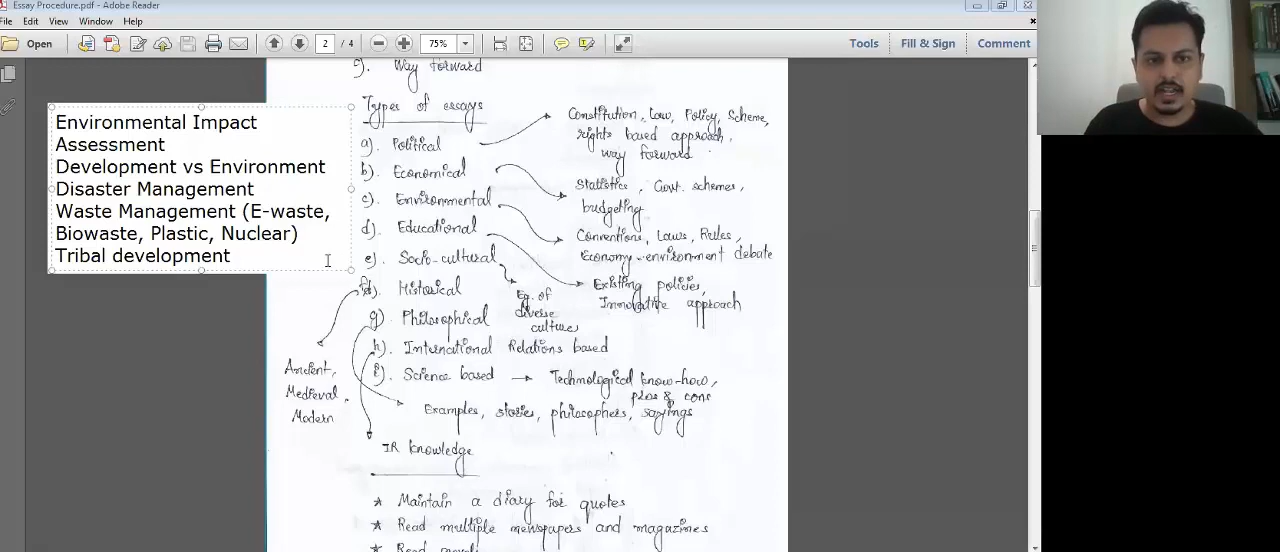 Essay Procedure.pdf - Adobe Reader
File Edit View Window Help
Open 2 / 4 75% Tools Fill & Sign Comment
Environmental Impact
Assessment
Development vs Environment
Disaster Management
Waste Management (E-waste,
Biowaste, Plastic, Nuclear)
Tribal development
Way forward
Types of essays
a). Political
Constitution, Law, Policy, Scheme,
rights based approach,
way forward
b). Economical
Statistics, Govt. schemes,
budgeting
c). Environmental
Conventions, Laws, Rules,
Economy-environment debate
d). Educational
Existing policies,
Innovative approach
e). Socio-cultural
Eg. of
diverse
cultures
Historical
Ancient,
Medieval,
Modern
g). Philosophical
h). International Relations based
i). Science based → Technological know-how,
pros & cons
Examples, stories, philosophers, sayings
IR knowledge
★ Maintain a diary for quotes
★ Read multiple newspapers and magazines
★ Read